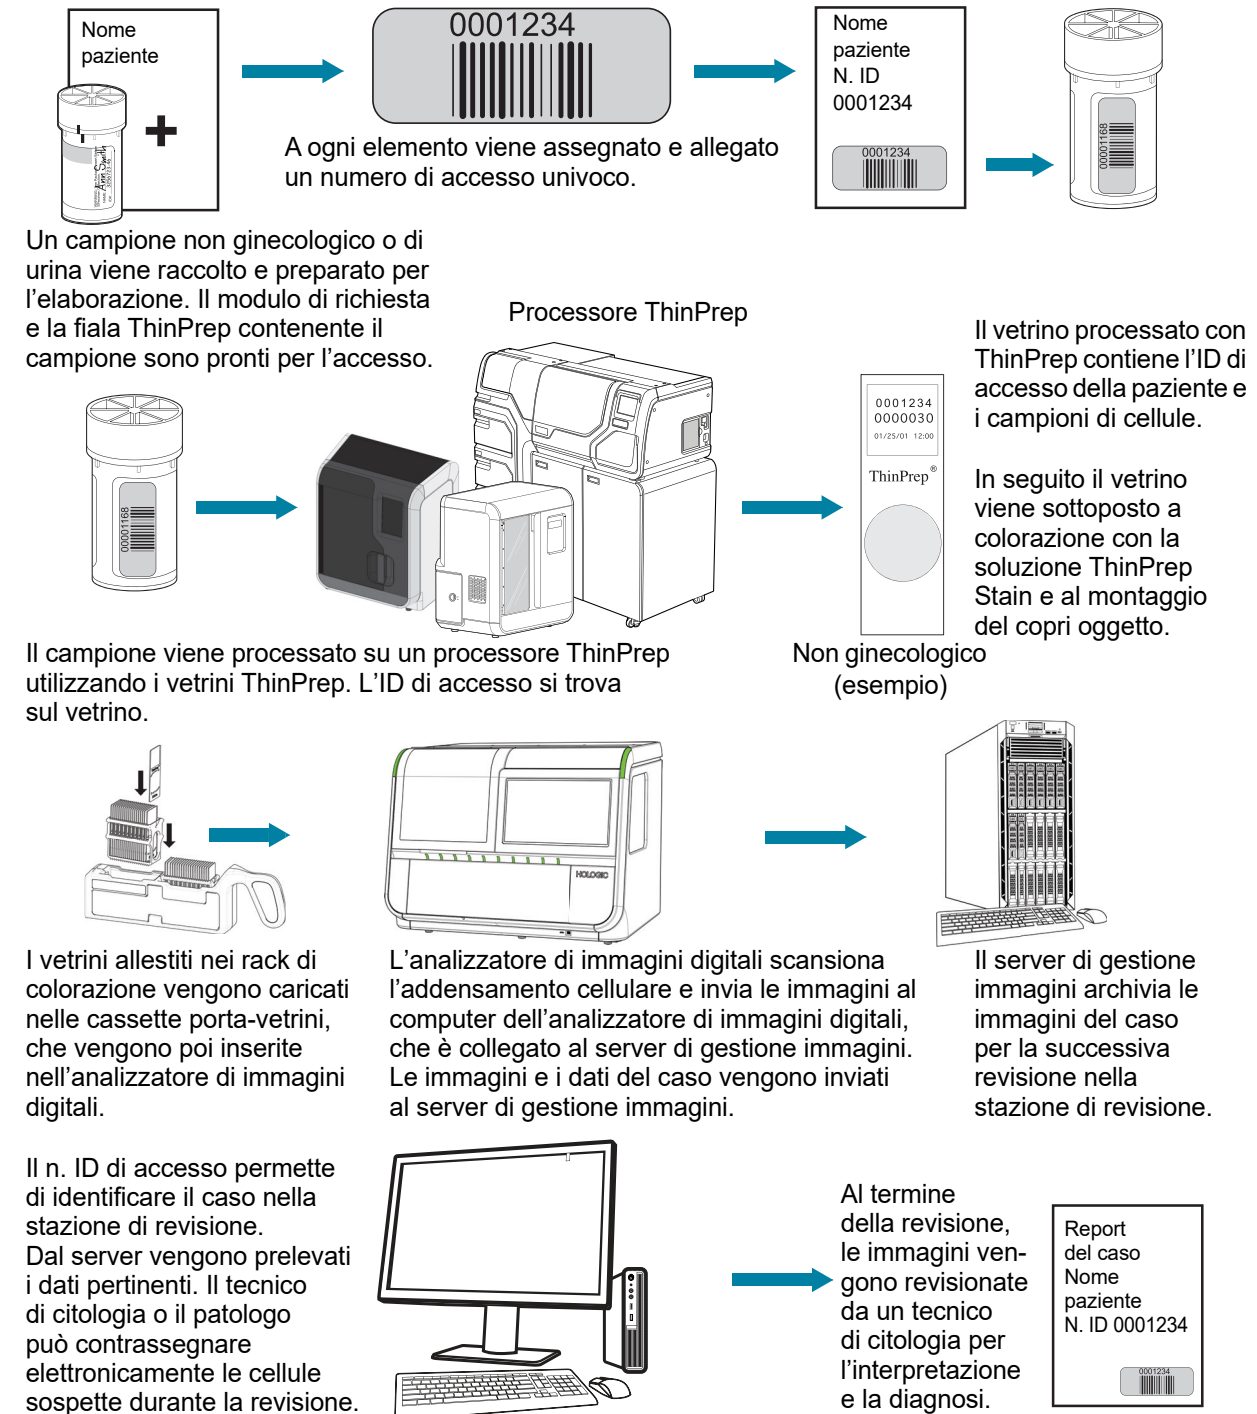 Nome
paziente
0001234
Nome
paziente
N. ID
0001234
0001234
00001168
Ann Smith
A ogni elemento viene assegnato e allegato
un numero di accesso univoco.
Un campione non ginecologico o di
urina viene raccolto e preparato per
l’elaborazione. Il modulo di richiesta
e la fiala ThinPrep contenente il
campione sono pronti per l’accesso.
Processore ThinPrep
00001168
0001234
0000030
01/25/01 12:00
ThinPrep®
Il vetrino processato con
ThinPrep contiene l’ID di
accesso della paziente e
i campioni di cellule.
In seguito il vetrino
viene sottoposto a
colorazione con la
soluzione ThinPrep
Stain e al montaggio
del copri oggetto.
Il campione viene processato su un processore ThinPrep
utilizzando i vetrini ThinPrep. L’ID di accesso si trova
sul vetrino.
Non ginecologico
(esempio)
HOLOGIC
I vetrini allestiti nei rack di
colorazione vengono caricati
nelle cassette porta-vetrini,
che vengono poi inserite
nell’analizzatore di immagini
digitali.
L’analizzatore di immagini digitali scansiona
l’addensamento cellulare e invia le immagini al
computer dell’analizzatore di immagini digitali,
che è collegato al server di gestione immagini.
Le immagini e i dati del caso vengono inviati
al server di gestione immagini.
Il server di gestione
immagini archivia le
immagini del caso
per la successiva
revisione nella
stazione di revisione.
Il n. ID di accesso permette
di identificare il caso nella
stazione di revisione.
Dal server vengono prelevati
i dati pertinenti. Il tecnico
di citologia o il patologo
può contrassegnare
elettronicamente le cellule
sospette durante la revisione.
Al termine
della revisione,
le immagini ven-
gono revisionate
da un tecnico
di citologia per
l’interpretazione
e la diagnosi.
Report
del caso
Nome
paziente
N. ID 0001234
0001234